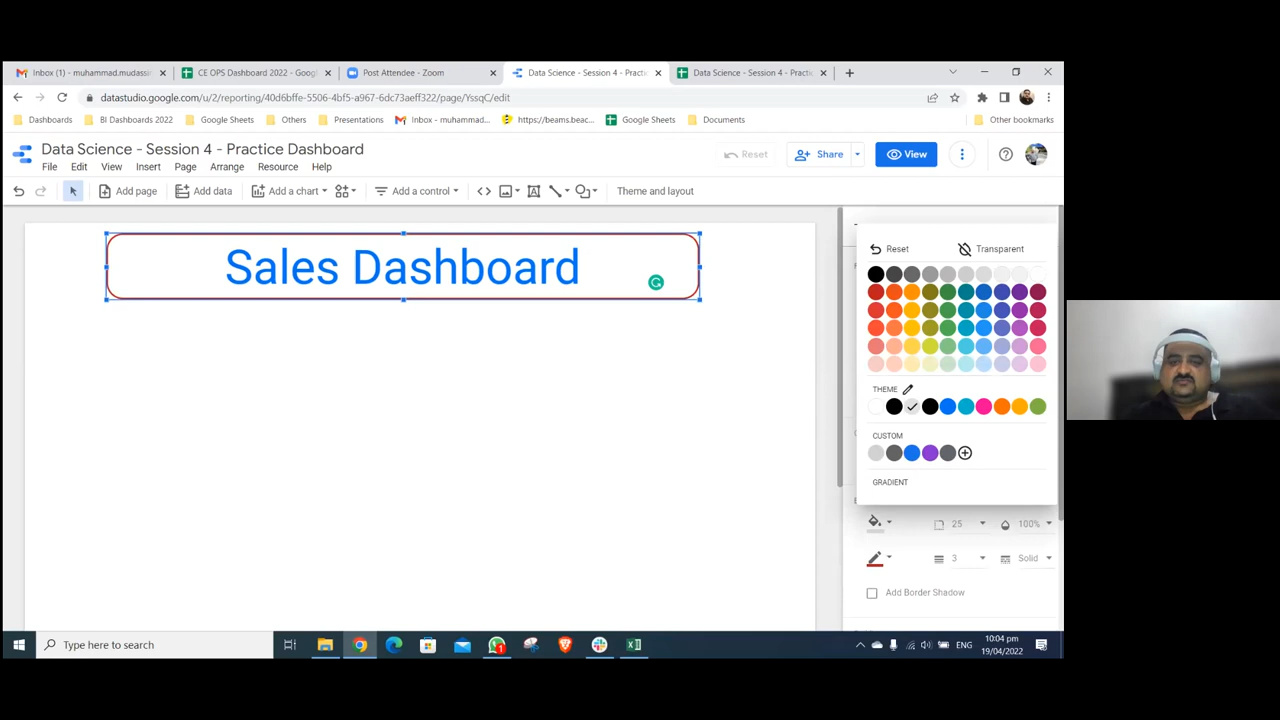 Inbox (1) - muhammad.mudassi
CE OPS Dashboard 2022 - Goog
Post Attendee - Zoom
Data Science - Session 4 - Practi
Data Science - Session 4 - Practic
datastudio.google.com/u/2/reporting/40d6bffe-5506-4bf5-a967-6dc73aeff322/page/YssqC/edit
Dashboards BI Dashboards 2022 Google Sheets Others Presentations Inbox - muhammad... https://beams.beac... Google Sheets Documents Other bookmarks
Data Science - Session 4 - Practice Dashboard
Reset Share View
File Edit View Insert Page Arrange Resource Help
Add page Add data Add a chart Add a control Theme and layout
Sales Dashboard
Reset Transparent
THEME
CUSTOM
GRADIENT
25 100%
3 Solid
Add Border Shadow
Type here to search
1
ENG
10:04 pm
19/04/2022